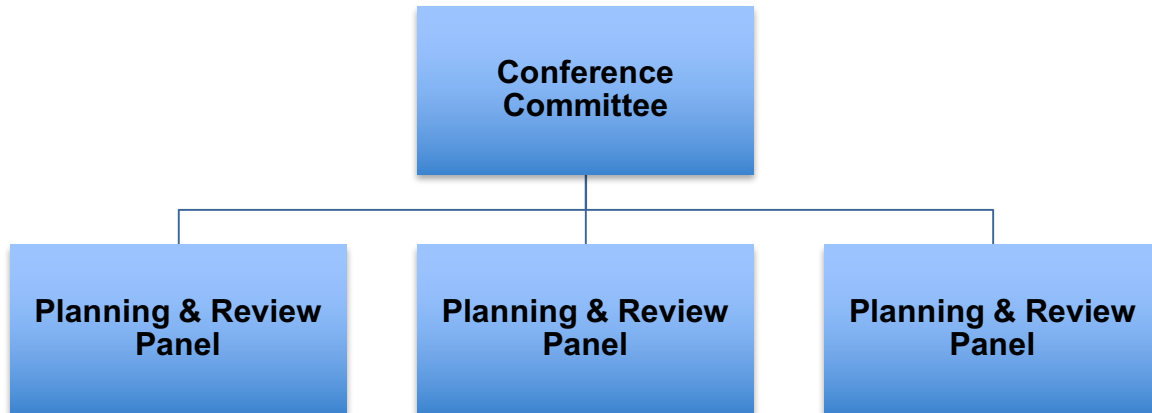 Conference
Committee
Planning & Review
Panel
Planning & Review
Panel
Planning & Review
Panel